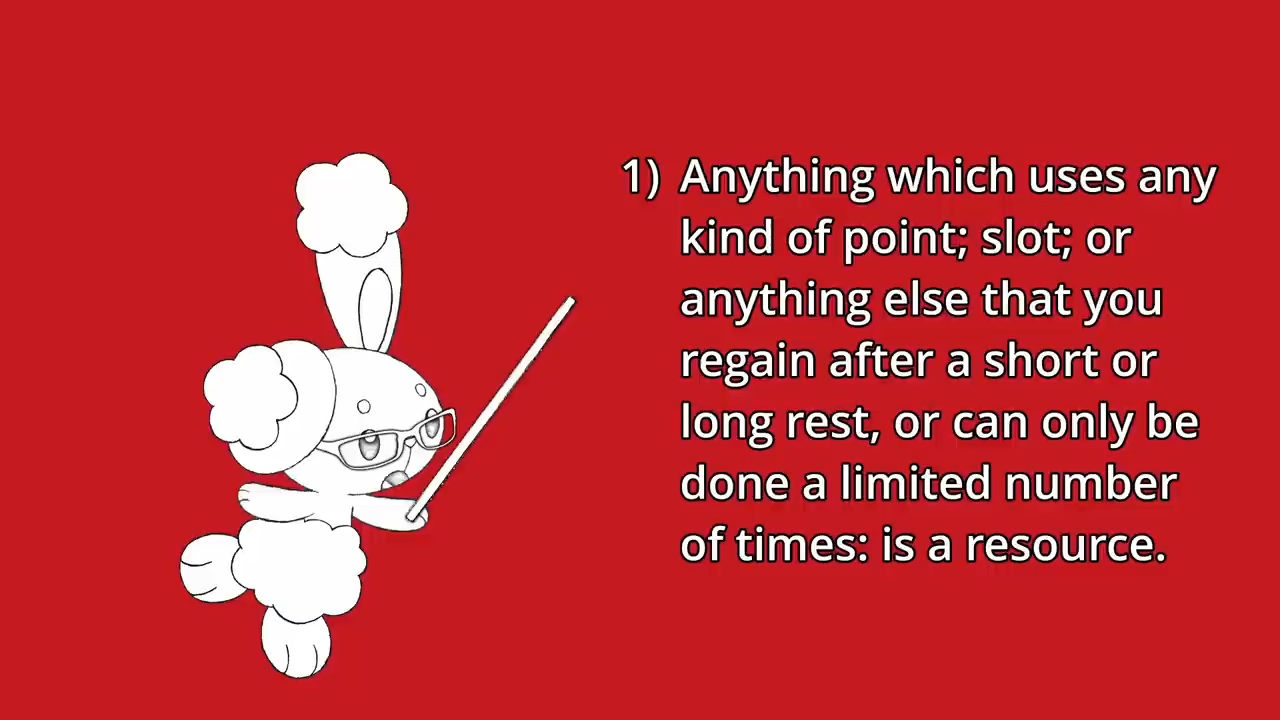 1) Anything which uses any
kind of point; slot; or
anything else that you
regain after a short or
long rest, or can only be
done a limited number
of times: is a resource.